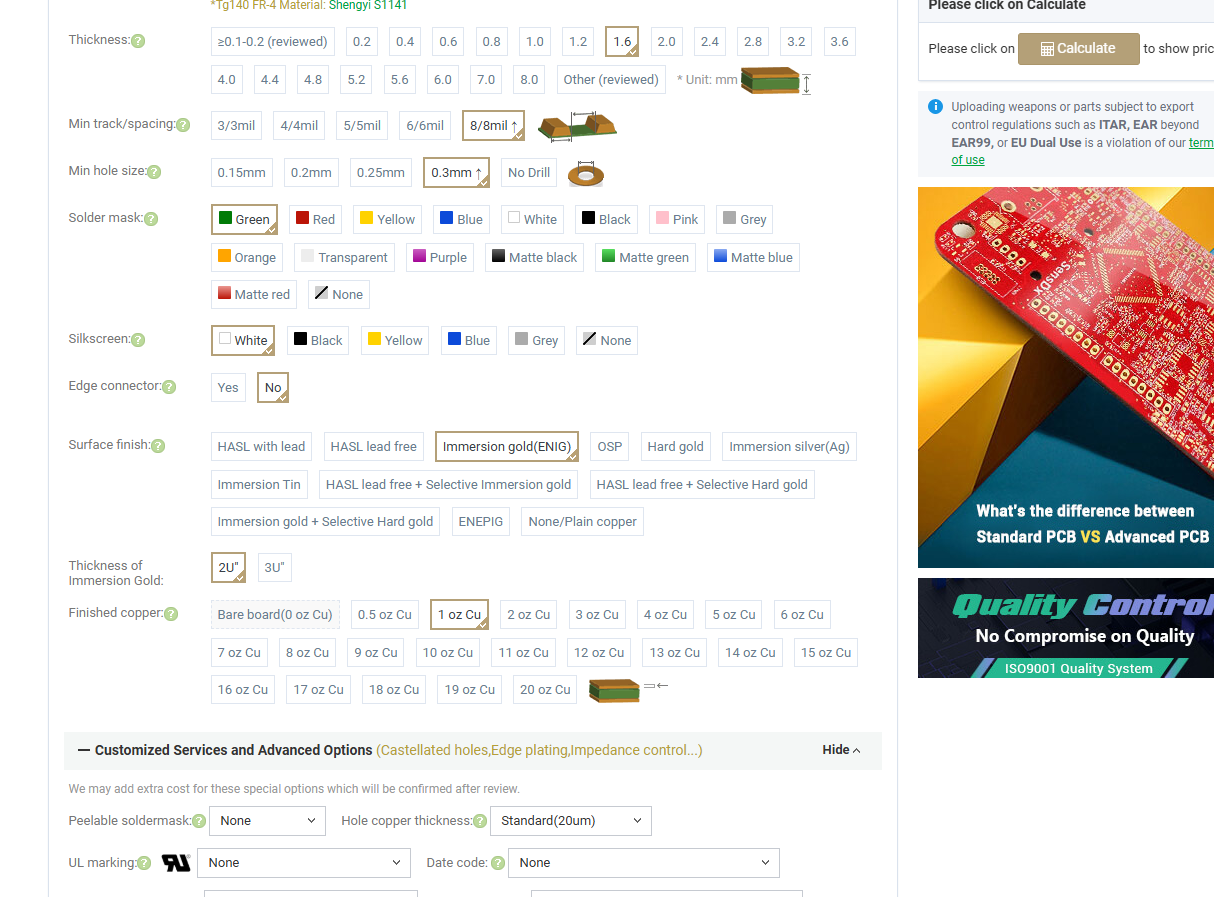 *Tg140 FR-4 Material: Shengyi S1141
Thickness:? ≥0.1-0.2 (reviewed) 0.2 0.4 0.6 0.8 1.0 1.2 1.6 2.0 2.4 2.8 3.2 3.6
4.0 4.4 4.8 5.2 5.6 6.0 7.0 8.0 Other (reviewed) * Unit: mm
Min track/spacing:? 3/3mil 4/4mil 5/5mil 6/6mil 8/8mil ↑
Min hole size:? 0.15mm 0.2mm 0.25mm 0.3mm ↑ No Drill
Solder mask:? Green Red Yellow Blue White Black Pink Grey
Orange Transparent Purple Matte black Matte green Matte blue
Matte red None
Silkscreen:? White Black Yellow Blue Grey None
Edge connector:? Yes No
Surface finish:? HASL with lead HASL lead free Immersion gold(ENIG) OSP Hard gold Immersion silver(Ag)
Immersion Tin HASL lead free + Selective Immersion gold HASL lead free + Selective Hard gold
Immersion gold + Selective Hard gold ENEPIG None/Plain copper
Thickness of
Immersion Gold: 2U" 3U"
Finished copper:? Bare board(0 oz Cu) 0.5 oz Cu 1 oz Cu 2 oz Cu 3 oz Cu 4 oz Cu 5 oz Cu 6 oz Cu
7 oz Cu 8 oz Cu 9 oz Cu 10 oz Cu 11 oz Cu 12 oz Cu 13 oz Cu 14 oz Cu 15 oz Cu
16 oz Cu 17 oz Cu 18 oz Cu 19 oz Cu 20 oz Cu
Customized Services and Advanced Options (Castellated holes,Edge plating,Impedance control...) Hide
We may add extra cost for these special options which will be confirmed after review.
Peelable soldermask:? None Hole copper thickness:? Standard(20um)
UL marking:? None Date code: ? None
Please click on Calculate
Please click on Calculate to show pric
Uploading weapons or parts subject to export
control regulations such as ITAR, EAR beyond
EAR99, or EU Dual Use is a violation of our term
of use
SensDx
What's the difference between
Standard PCB VS Advanced PCB
Quality Control
No Compromise on Quality
ISO9001 Quality System